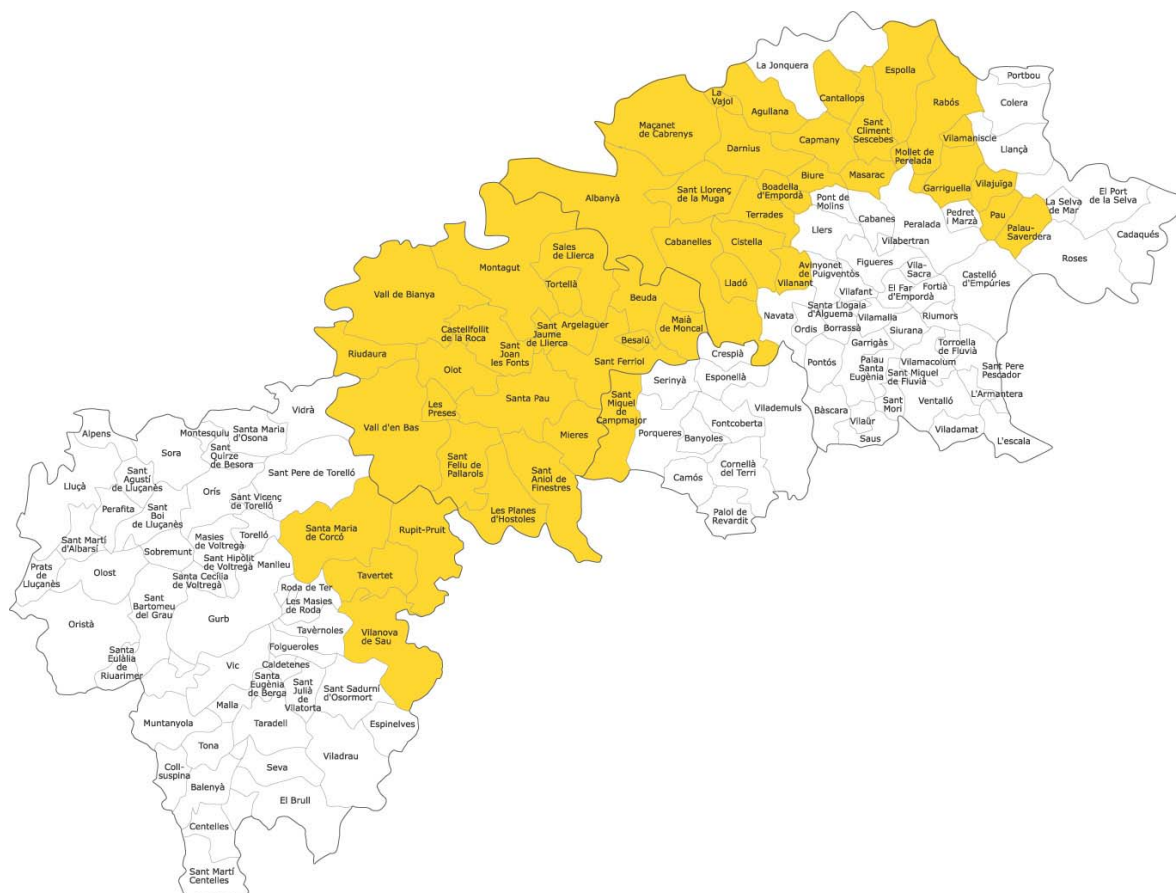 La Jonquera
Espolla
Portbou
Colera
La
Vajol
Agullana
Cantallops
Rabós
Maçanet
de Cabrenys
Sant
Climent
Sescebes
Capmany
Vilamaniscle
Llançà
Darnius
Mollet de
Perelada
Biure
Masarac
Garriguella
Vilajuïga
Albanyà
Sant Llorenç
de la Muga
Boadella
d'Empordà
Pont de
Molins
El Port
de la Selva
La Selva
de Mar
Terrades
Cabanes
Peralada
Pedret
i Marzà
Pau
Palau-
Saverdera
Llers
Cadaqués
Cabanelles
Cistella
Vilabertran
Roses
Sales
de Llierca
Montagut
Avinyonet
de Puigventós
Figueres
Vila-
Sacra
Castelló
d'Empúries
Vall de Bianya
Tortellà
Lladó
Vilanant
Beuda
Vilafant
El Far
d'Empordà
Fortià
Santa Llogaia
d'Alguema
Navata
Vilamalla
Riumors
Castellfollit
de la Roca
Sant
Jaume
de Llierca
Argelaguer
Maià
de Moncal
Ordis
Borrassà
Siurana
Besalú
Garrigàs
Torroella
de Fluvià
Riudaura
Sant
Joan
les Fonts
Crespià
Sant Ferriol
Pontós
Palau
Santa
Eugènia
Vilamacolum
Sant Miquel
de Fluvià
Sant Pere
Pescador
Olot
Serinyà
Esponellà
L'Armantera
Les
Preses
Santa Pau
Sant
Miquel
de
Campmajor
Sant
Mori
Ventalló
Vidrà
Vilademuls
Bàscara
Vall d'en Bas
Fontcoberta
Vilaür
Viladamat
Alpens
Montesquiu
Santa Maria
d'Osona
Mieres
Porqueres
Banyoles
Saus
L'escala
Sora
Sant
Quirze
de Besora
Sant
Feliu de
Pallarols
Sant
Aniol de
Finestres
Cornellà
del Terri
Sant Pere de Torelló
Sant
Agustí
de Lluçanès
Camós
Lluçà
Orís
Sant Vicenç
de Torelló
Perafita
Sant
Boi
de Lluçanès
Les Planes
d'Hostoles
Palol de
Revardit
Santa Maria
de Corcó
Rupit-Pruit
Masies
de Voltregà
Torelló
Sant Martí
d'Albarsí
Sobremunt
Sant Hipòlit
de Voltregà
Manlleu
Prats
de
Lluçanès
Olost
Santa Cecília
de Voltregà
Tavertet
Roda de Ter
Sant
Bartomeu
del Grau
Les Masies
de Roda
Gurb
Oristà
Tavèrnoles
Vilanova
de Sau
Folgueroles
Santa
Eulàlia
de
Riuarimer
Vic
Caldetenes
Santa
Eugènia
de Berga
Sant
Julià
de
Vilatorta
Sant Sadurní
d'Osormort
Malla
Muntanyola
Taradell
Espinelves
Tona
Viladrau
Coll-
suspina
Seva
Balenyà
El Brull
Centelles
Sant Martí
Centelles